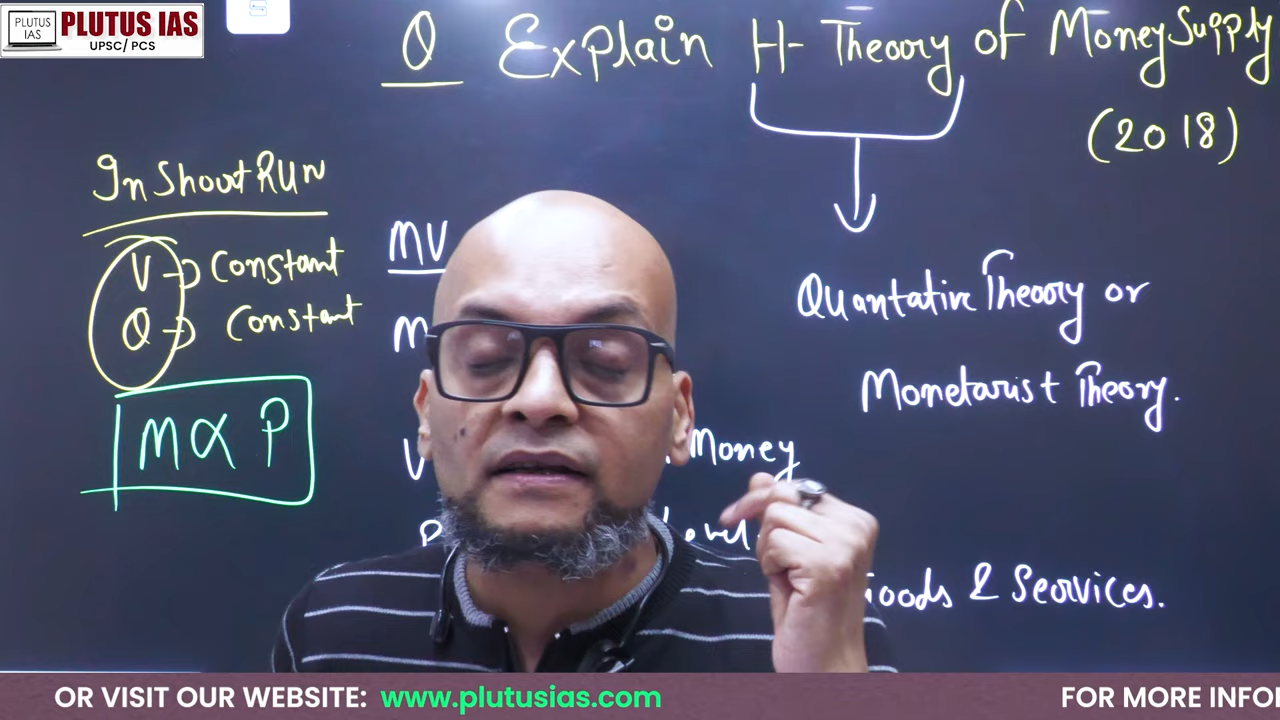 PLUTUS IAS
PLUTUS IAS
UPSC/ PCS
Q Explain H- Theory of Money Supply
(2018)
In Short Run
V → Constant
Q → Constant
M ∝ P
MV
M
V
Money
P
Level
Quantative Theory or
Monetarist Theory.
Goods & Services.
OR VISIT OUR WEBSITE: www.plutusias.com
FOR MORE INFO